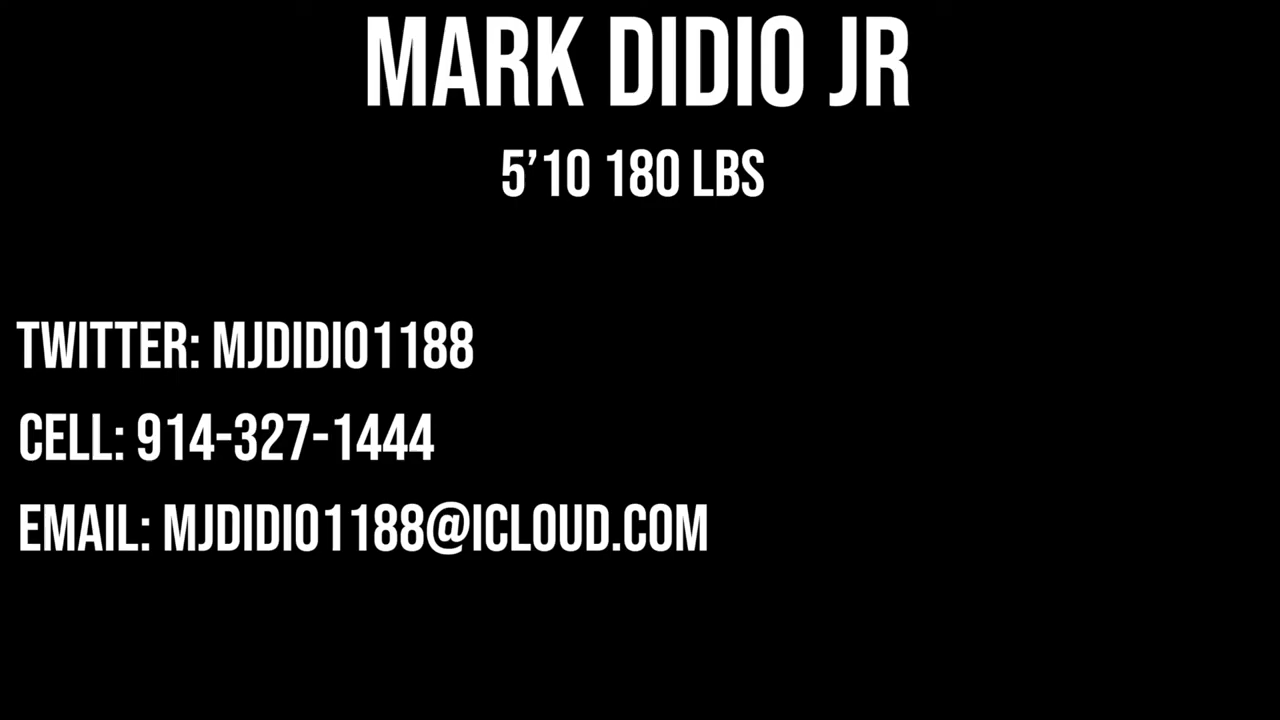 MARK DIDIO JR
5’10 180 LBS
TWITTER: MJDIDIO1188
CELL: 914-327-1444
EMAIL: MJDIDIO1188@ICLOUD.COM